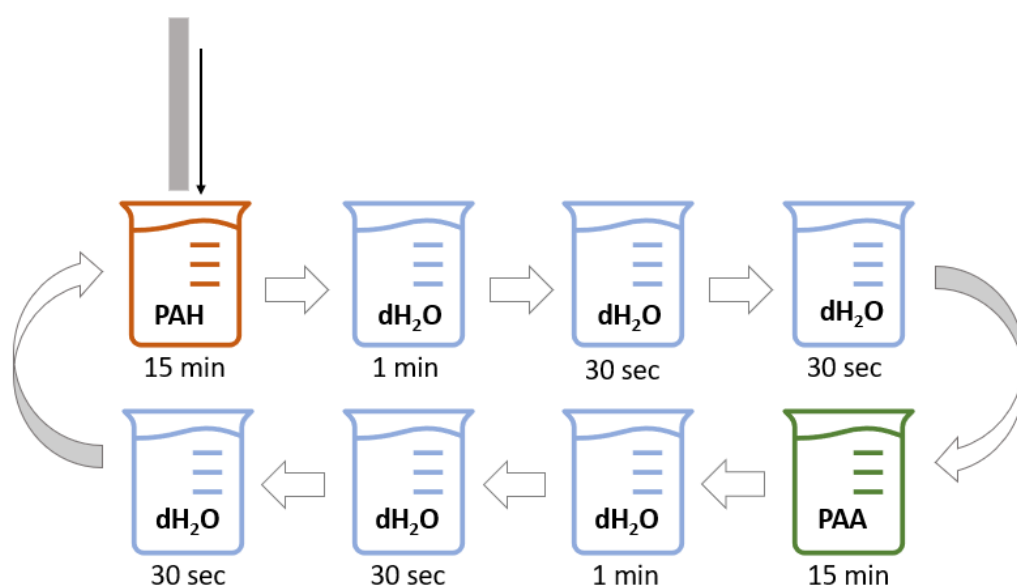 PAH
dH₂O
dH₂O
dH₂O
15 min
1 min
30 sec
30 sec
dH₂O
dH₂O
dH₂O
PAA
30 sec
30 sec
1 min
15 min